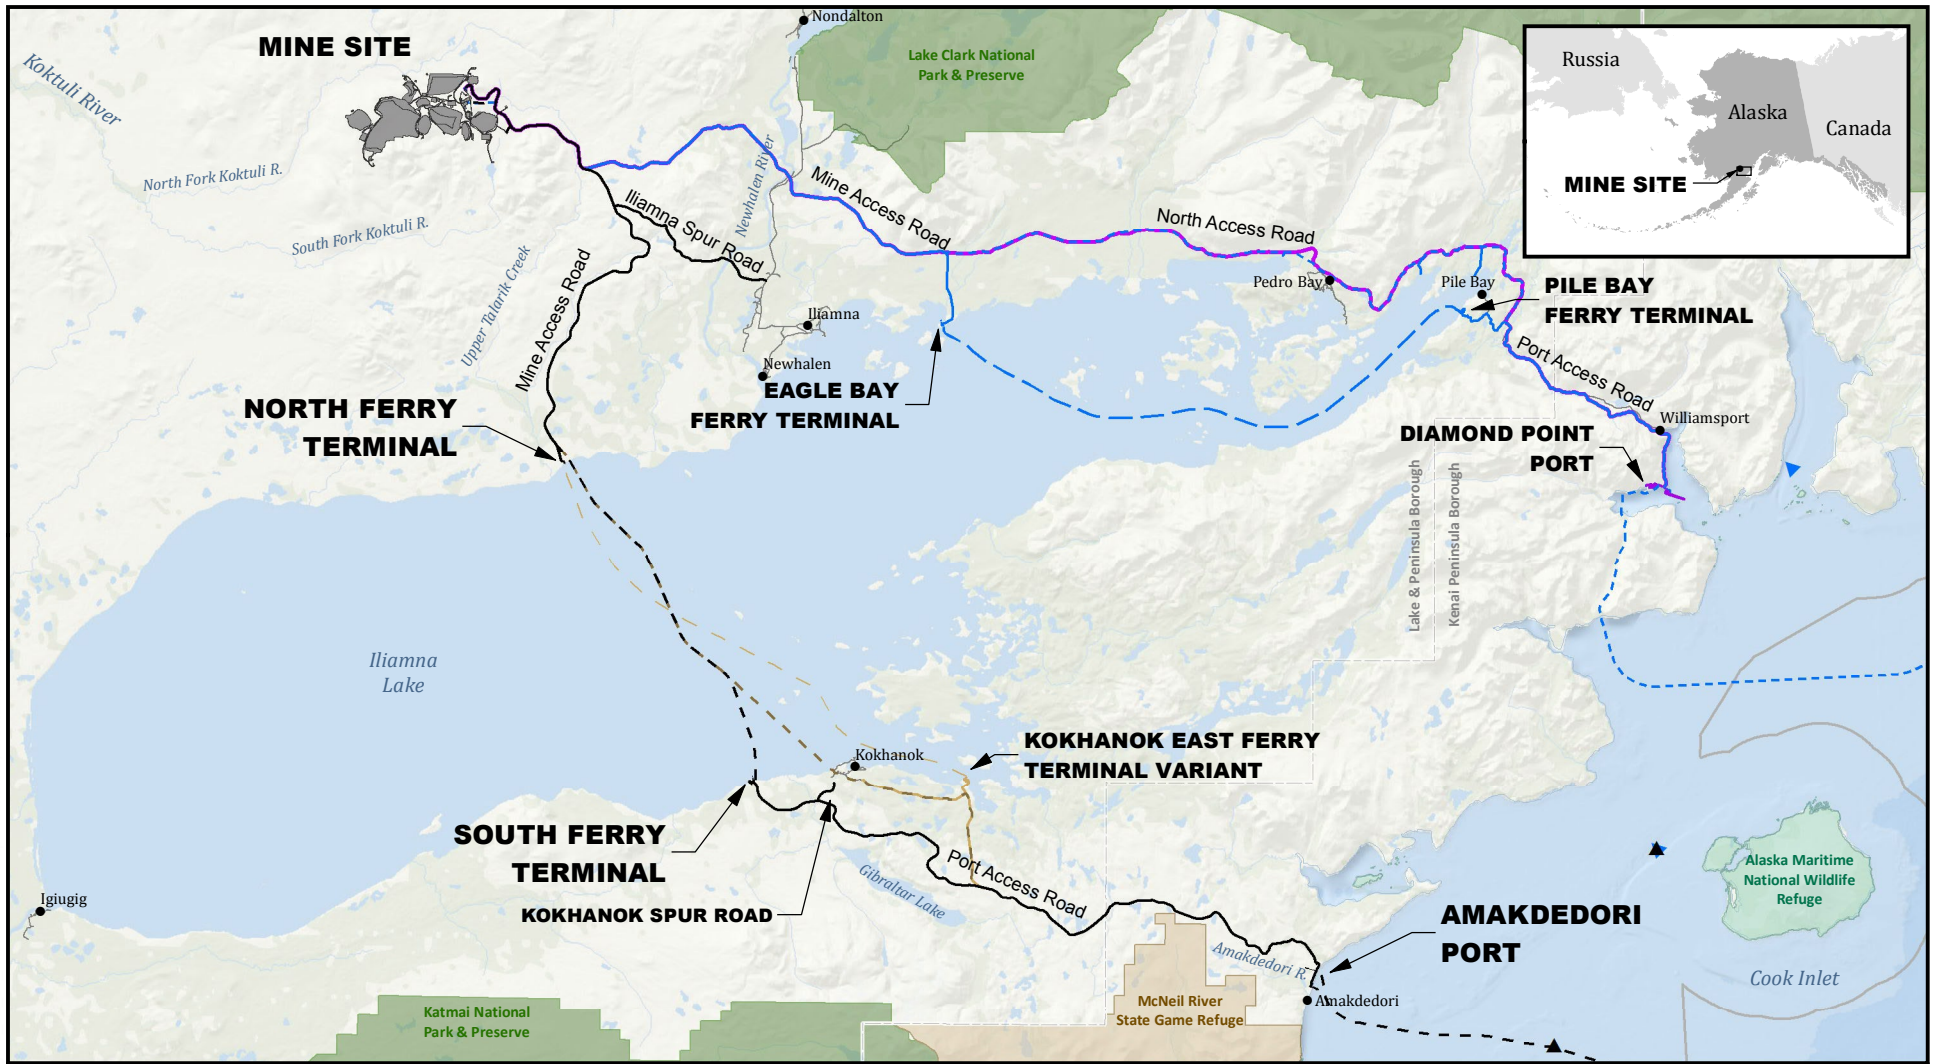 Nondalton
MINE SITE
Lake Clark National
Park & Preserve
Russia
Alaska
Canada
MINE SITE
Koktuli River
North Fork Koktuli R.
South Fork Koktuli R.
Newhalen River
Mine Access Road
North Access Road
Iliamna Spur Road
Upper Talarik Creek
Mine Access Road
Pedro Bay
Pile Bay
PILE BAY
FERRY TERMINAL
Iliamna
Newhalen
EAGLE BAY
FERRY TERMINAL
Port Access Road
Williamsport
NORTH FERRY
TERMINAL
DIAMOND POINT
PORT
Lake & Peninsula Borough
Kenai Peninsula Borough
Iliamna
Lake
Kokhanok
KOKHANOK EAST FERRY
TERMINAL VARIANT
SOUTH FERRY
TERMINAL
Port Access Road
Gibraltar Lake
KOKHANOK SPUR ROAD
Igiugig
Alaska Maritime
National Wildlife
Refuge
AMAKDEDORI
PORT
Amakdedori R.
Cook Inlet
Amakdedori
McNeil River
State Game Refuge
Katmai National
Park & Preserve